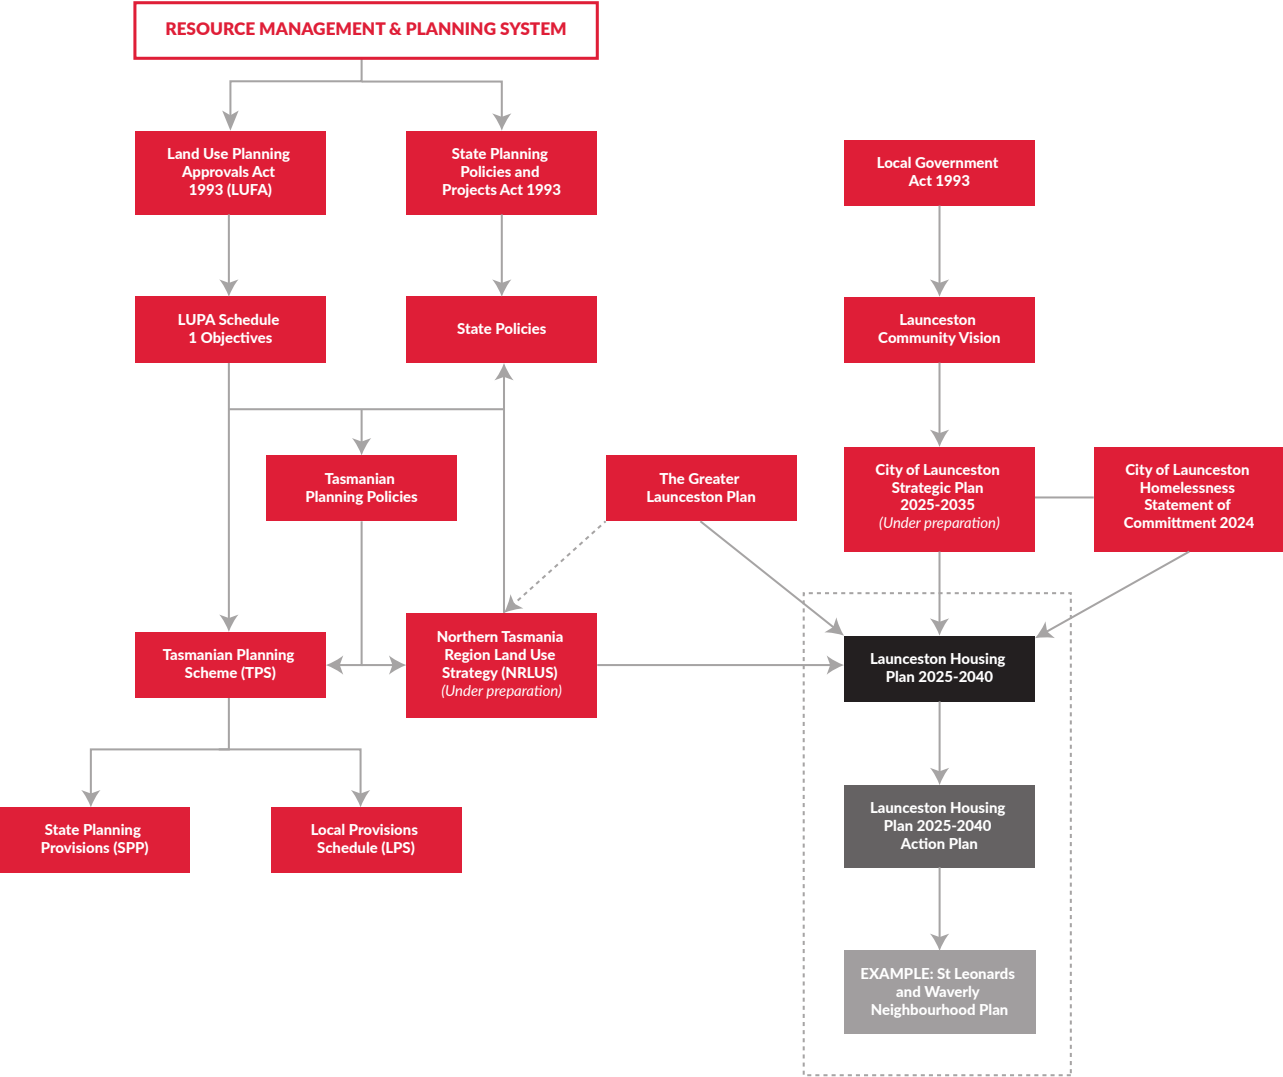 RESOURCE MANAGEMENT & PLANNING SYSTEM
Land Use Planning
Approvals Act
1993 (LUFA)
State Planning
Policies and
Projects Act 1993
Local Government
Act 1993
LUPA Schedule
1 Objectives
State Policies
Launceston
Community Vision
Tasmanian
Planning Policies
The Greater
Launceston Plan
City of Launceston
Strategic Plan
2025-2035
(Under preparation)
City of Launceston
Homelessness
Statement of
Committment 2024
Tasmanian Planning
Scheme (TPS)
Northern Tasmania
Region Land Use
Strategy (NRLUS)
(Under preparation)
Launceston Housing
Plan 2025-2040
State Planning
Provisions (SPP)
Local Provisions
Schedule (LPS)
Launceston Housing
Plan 2025-2040
Action Plan
EXAMPLE: St Leonards
and Waverly
Neighbourhood Plan